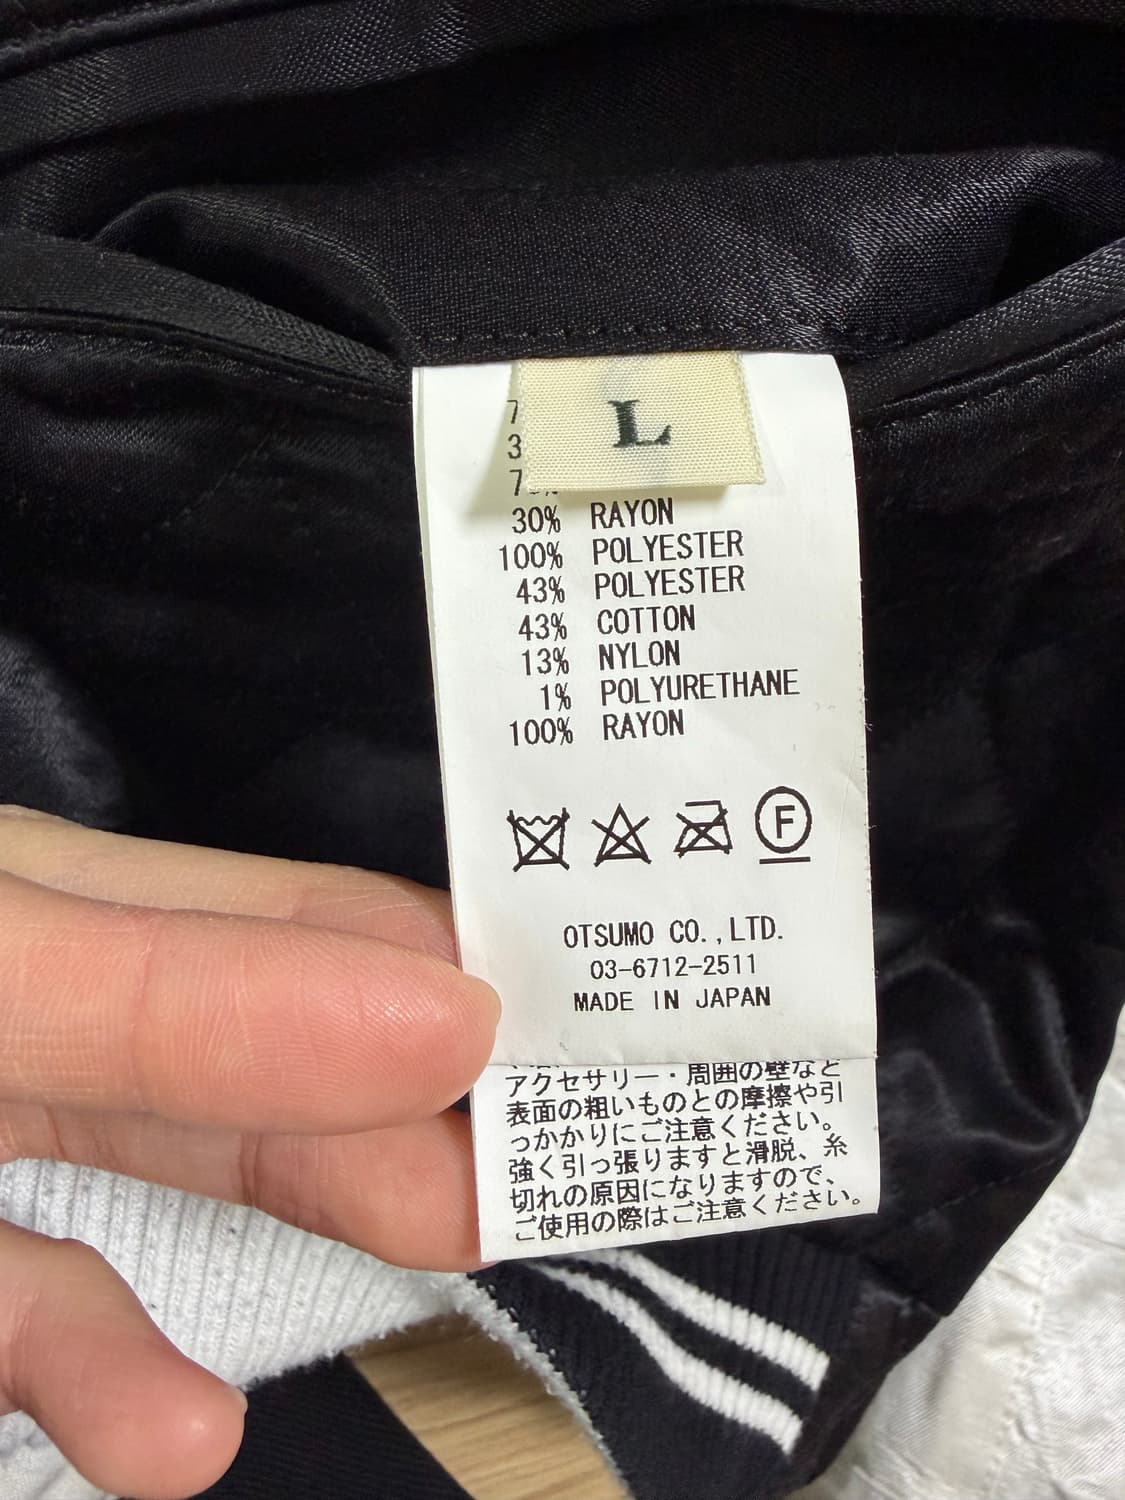 L
30% RAYON
100% POLYESTER
43% POLYESTER
43% COTTON
13% NYLON
1% POLYURETHANE
100% RAYON
F
OTSUMO CO.,LTD.
03-6712-2511
MADE IN JAPAN
アクセサリー・周囲の壁など
表面の粗いものとの摩擦や引
っかかりにご注意ください。
強く引っ張りますと滑脱、糸
切れの原因になりますので、
ご使用の際はご注意ください。